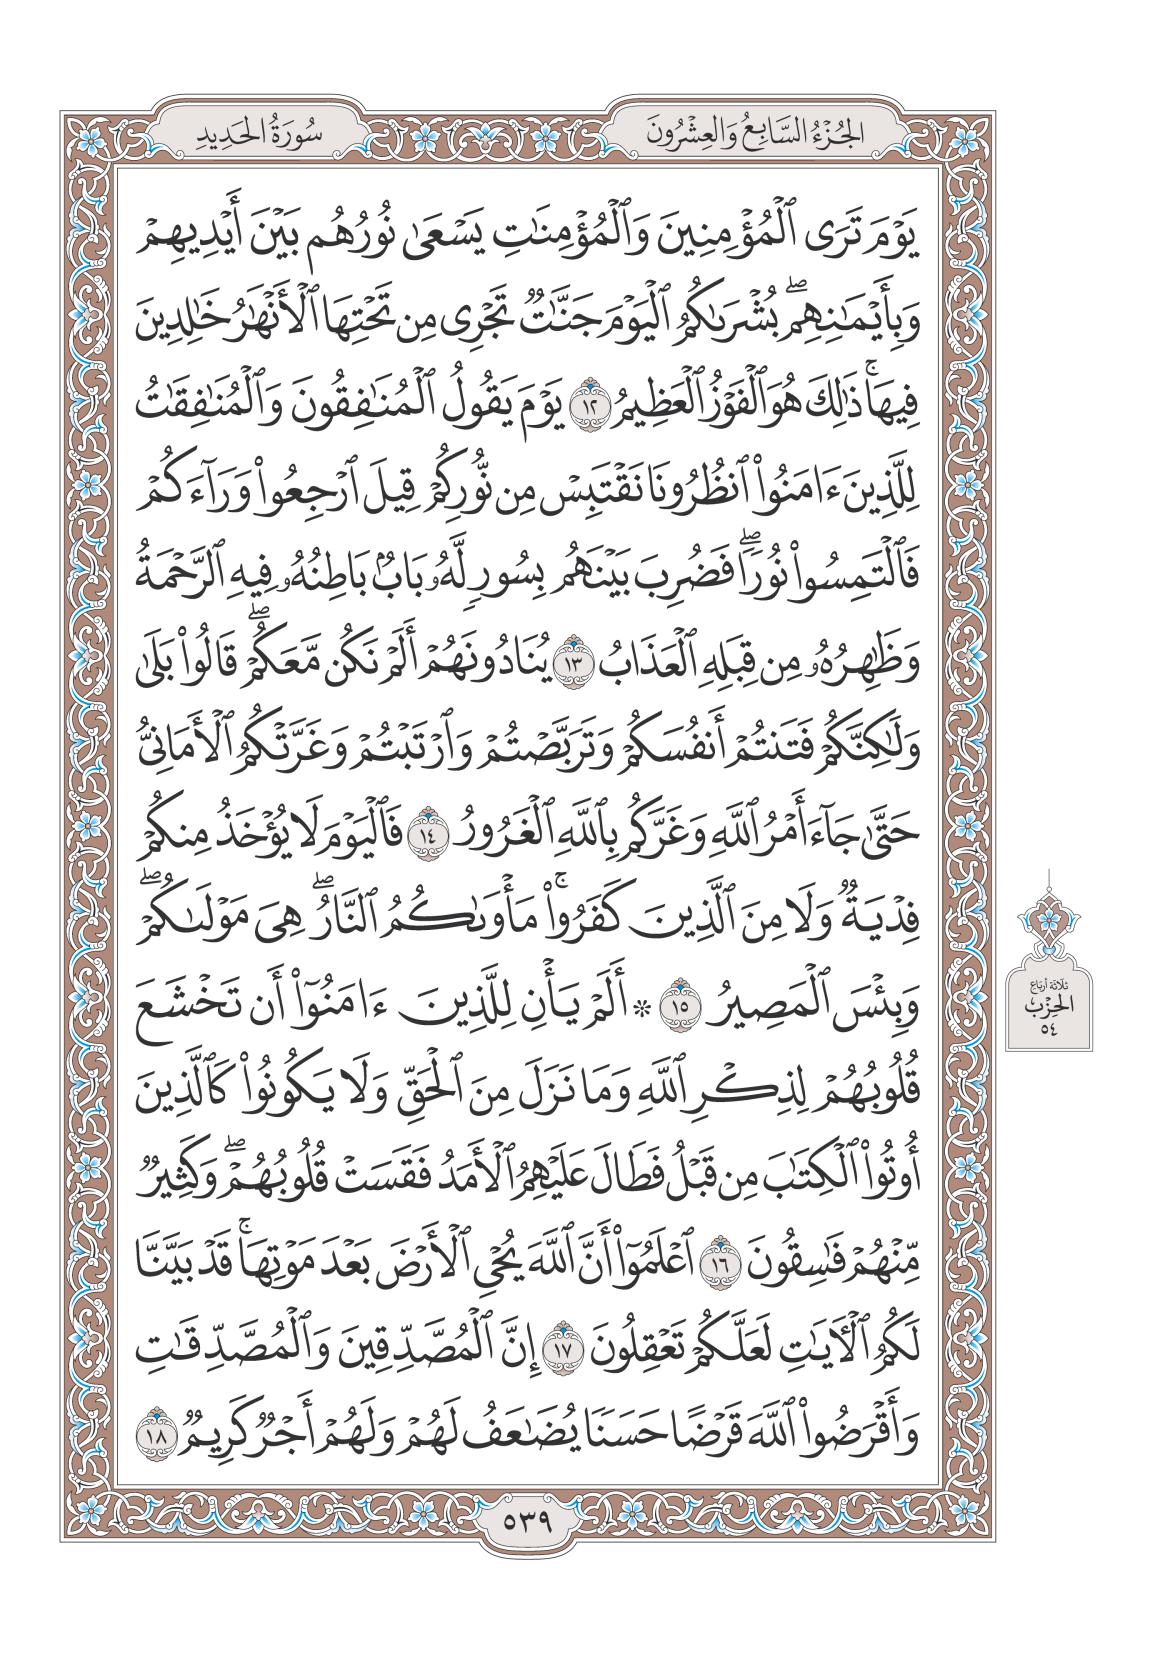 الجُزْءُ السَّابِعُ وَالعِشْرُونَ
سُورَةُ الحَدِيدِ
يَوْمَ تَرَى ٱلْمُؤْمِنِينَ وَٱلْمُؤْمِنَٰتِ يَسْعَىٰ نُورُهُم بَيْنَ أَيْدِيهِمْ
وَبِأَيْمَٰنِهِمۖ بُشْرَىٰكُمُ ٱلْيَوْمَ جَنَّٰتٌ تَجْرِى مِن تَحْتِهَا ٱلْأَنْهَٰرُ خَٰلِدِينَ
فِيهَاۚ ذَٰلِكَ هُوَ ٱلْفَوْزُ ٱلْعَظِيمُ ١٢ يَوْمَ يَقُولُ ٱلْمُنَٰفِقُونَ وَٱلْمُنَٰفِقَٰتُ
لِلَّذِينَ ءَامَنُوا۟ ٱنظُرُونَا نَقْتَبِسْ مِن نُّورِكُمْ قِيلَ ٱرْجِعُوا۟ وَرَآءَكُمْ
فَٱلْتَمِسُوا۟ نُورًاۖ فَضُرِبَ بَيْنَهُم بِسُورٍ لَّهُۥ بَابٌۢ بَاطِنُهُۥ فِيهِ ٱلرَّحْمَةُ
وَظَٰهِرُهُۥ مِن قِبَلِهِ ٱلْعَذَابُ ١٣ يُنَادُونَهُمْ أَلَمْ نَكُن مَّعَكُمْۖ قَالُوا۟ بَلَىٰ
وَلَٰكِنَّكُمْ فَتَنتُمْ أَنفُسَكُمْ وَتَرَبَّصْتُمْ وَٱرْتَبْتُمْ وَغَرَّتْكُمُ ٱلْأَمَانِىُّ
حَتَّىٰ جَآءَ أَمْرُ ٱللَّهِ وَغَرَّكُم بِٱللَّهِ ٱلْغَرُورُ ١٤ فَٱلْيَوْمَ لَا يُؤْخَذُ مِنكُمْ
فِدْيَةٌ وَلَا مِنَ ٱلَّذِينَ كَفَرُوا۟ۚ مَأْوَىٰكُمُ ٱلنَّارُۖ هِىَ مَوْلَىٰكُمْۖ
وَبِئْسَ ٱلْمَصِيرُ ١٥ ۞ أَلَمْ يَأْنِ لِلَّذِينَ ءَامَنُوٓا۟ أَن تَخْشَعَ
قُلُوبُهُمْ لِذِكْرِ ٱللَّهِ وَمَا نَزَلَ مِنَ ٱلْحَقِّ وَلَا يَكُونُوا۟ كَٱلَّذِينَ
أُوتُوا۟ ٱلْكِتَٰبَ مِن قَبْلُ فَطَالَ عَلَيْهِمُ ٱلْأَمَدُ فَقَسَتْ قُلُوبُهُمْۖ وَكَثِيرٌ
مِّنْهُمْ فَٰسِقُونَ ١٦ ٱعْلَمُوٓا۟ أَنَّ ٱللَّهَ يُحْىِ ٱلْأَرْضَ بَعْدَ مَوْتِهَاۚ قَدْ بَيَّنَّا
لَكُمُ ٱلْـَٔايَٰتِ لَعَلَّكُمْ تَعْقِلُونَ ١٧ إِنَّ ٱلْمُصَّدِّقِينَ وَٱلْمُصَّدِّقَٰتِ
وَأَقْرَضُوا۟ ٱللَّهَ قَرْضًا حَسَنًا يُضَٰعَفُ لَهُمْ وَلَهُمْ أَجْرٌ كَرِيمٌ ١٨
ثلاثة أرباع
الحِزْب
٥٤
٥٣٩